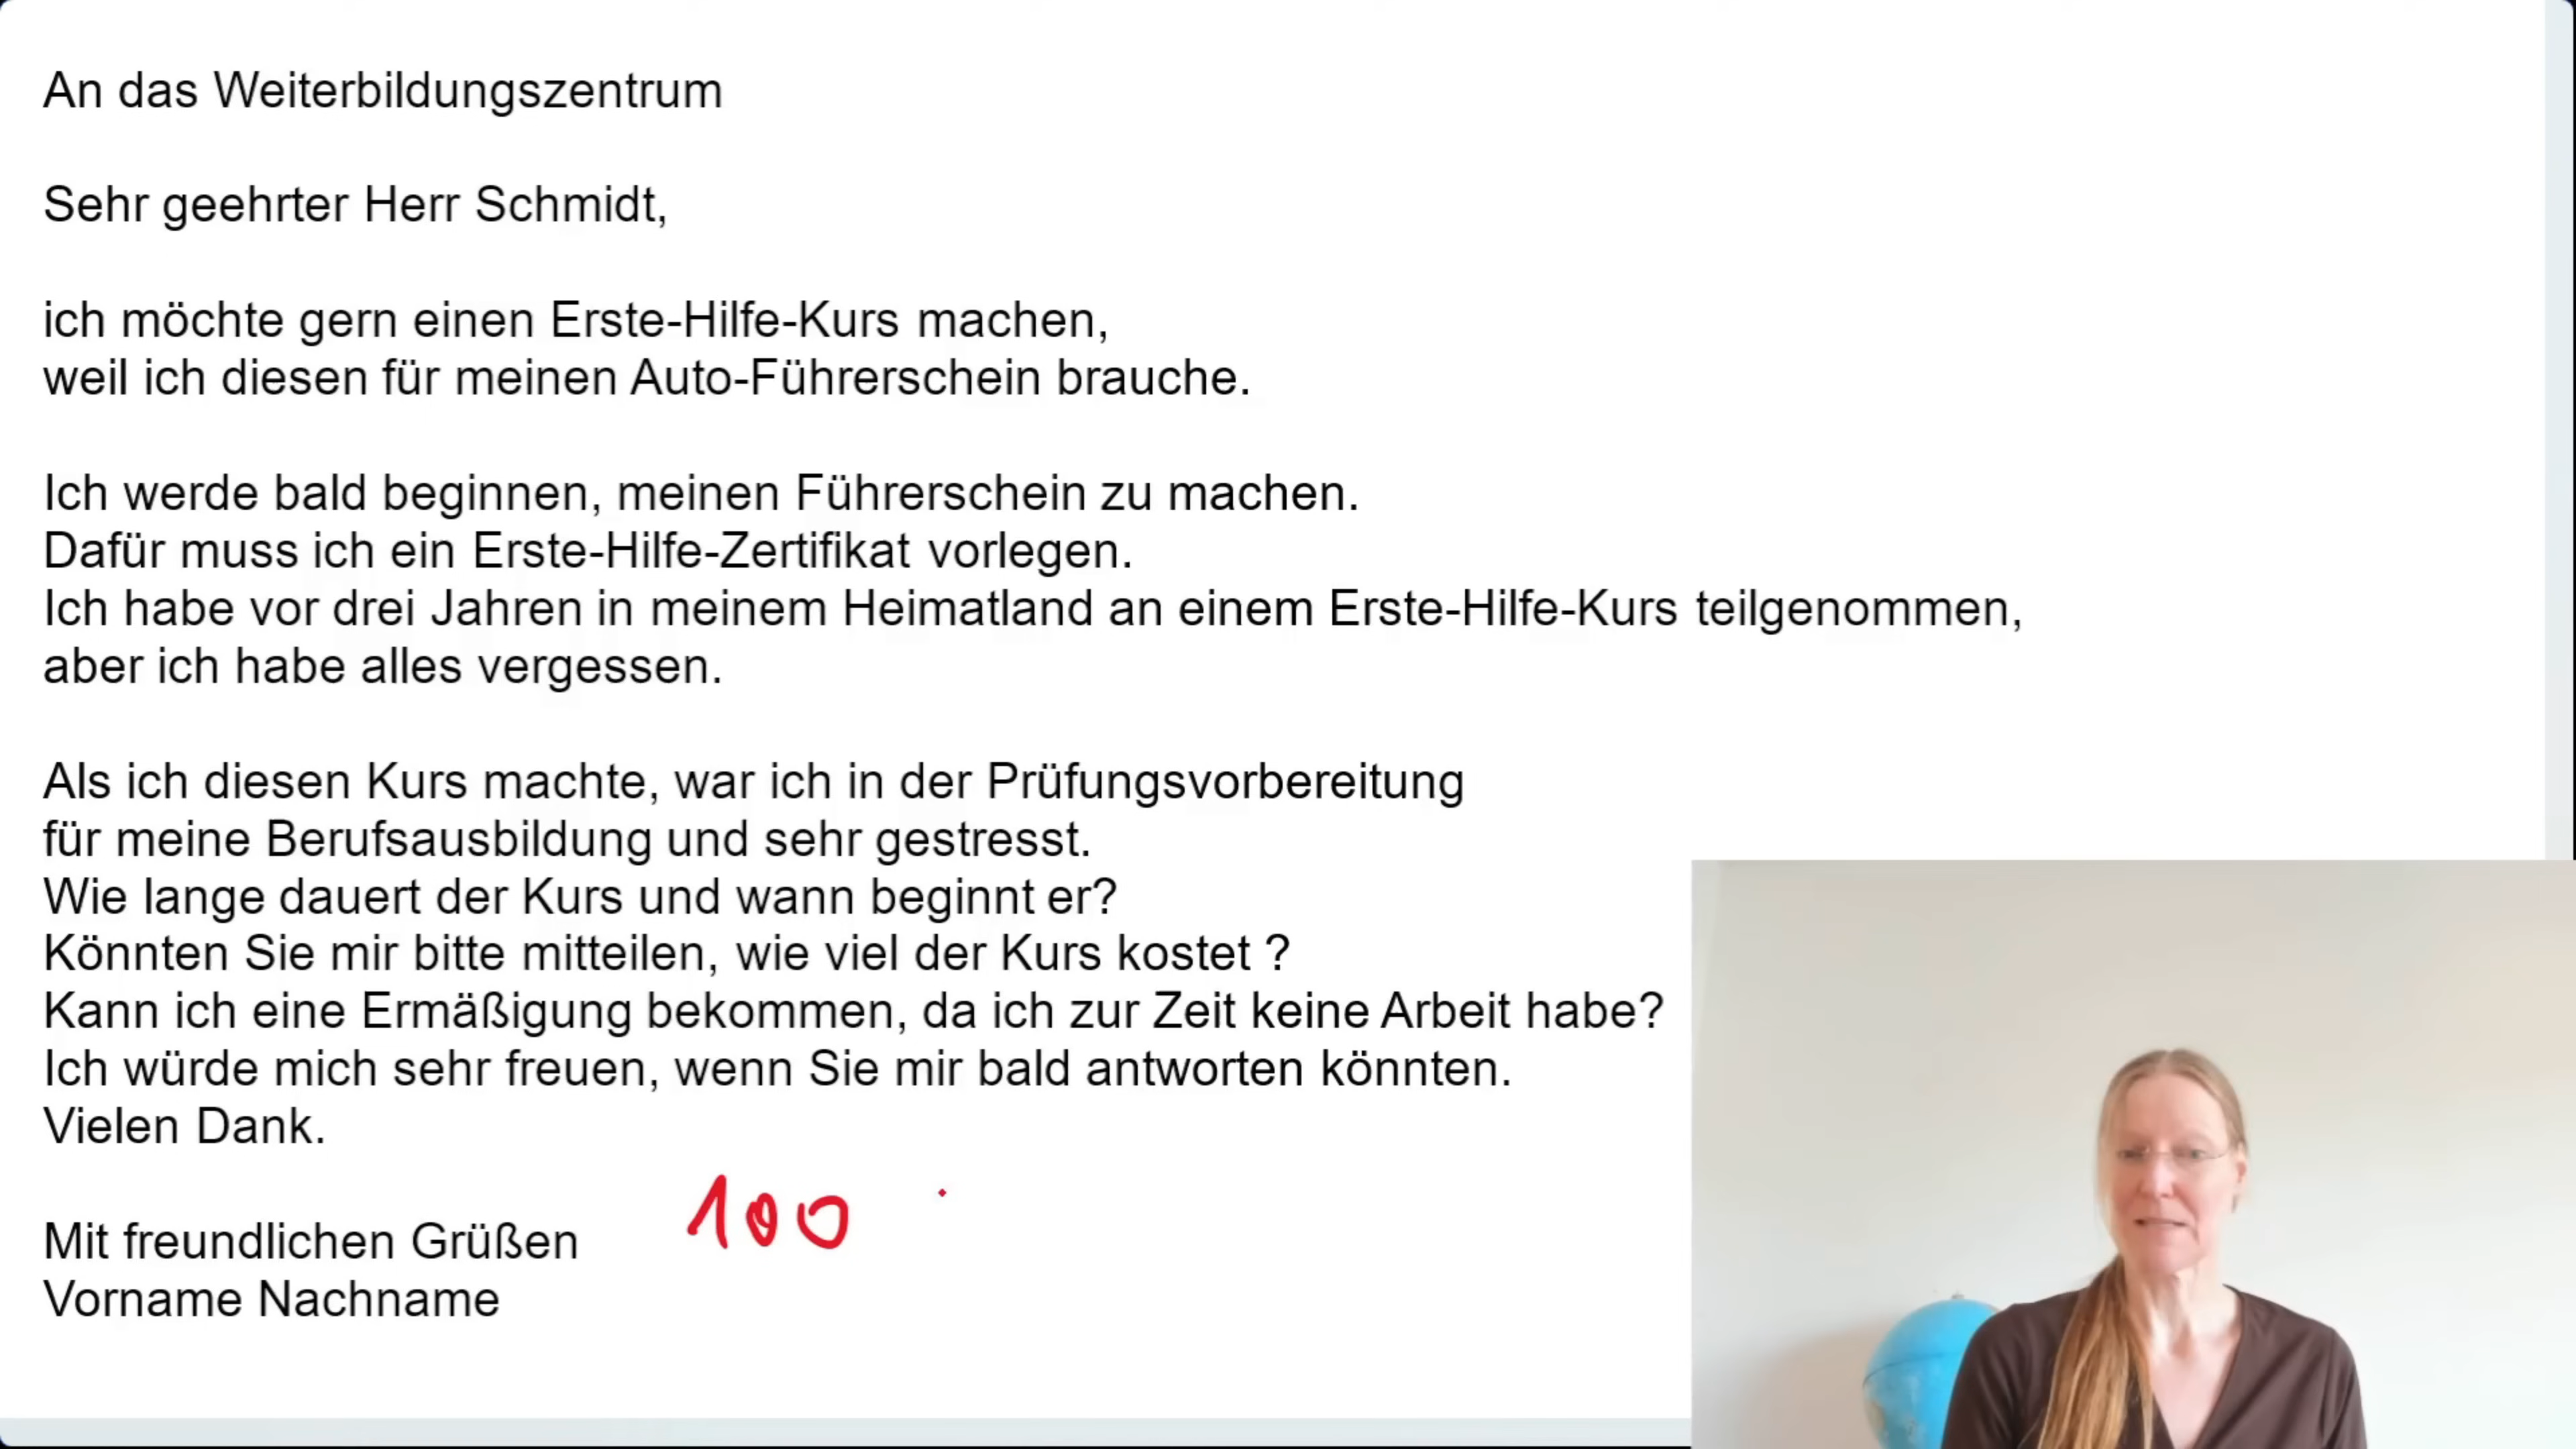 An das Weiterbildungszentrum
Sehr geehrter Herr Schmidt,
ich möchte gern einen Erste-Hilfe-Kurs machen,
weil ich diesen für meinen Auto-Führerschein brauche.
Ich werde bald beginnen, meinen Führerschein zu machen.
Dafür muss ich ein Erste-Hilfe-Zertifikat vorlegen.
Ich habe vor drei Jahren in meinem Heimatland an einem Erste-Hilfe-Kurs teilgenommen,
aber ich habe alles vergessen.
Als ich diesen Kurs machte, war ich in der Prüfungsvorbereitung
für meine Berufsausbildung und sehr gestresst.
Wie lange dauert der Kurs und wann beginnt er?
Könnten Sie mir bitte mitteilen, wie viel der Kurs kostet ?
Kann ich eine Ermäßigung bekommen, da ich zur Zeit keine Arbeit habe?
Ich würde mich sehr freuen, wenn Sie mir bald antworten könnten.
Vielen Dank.
100
Mit freundlichen Grüßen
Vorname Nachname